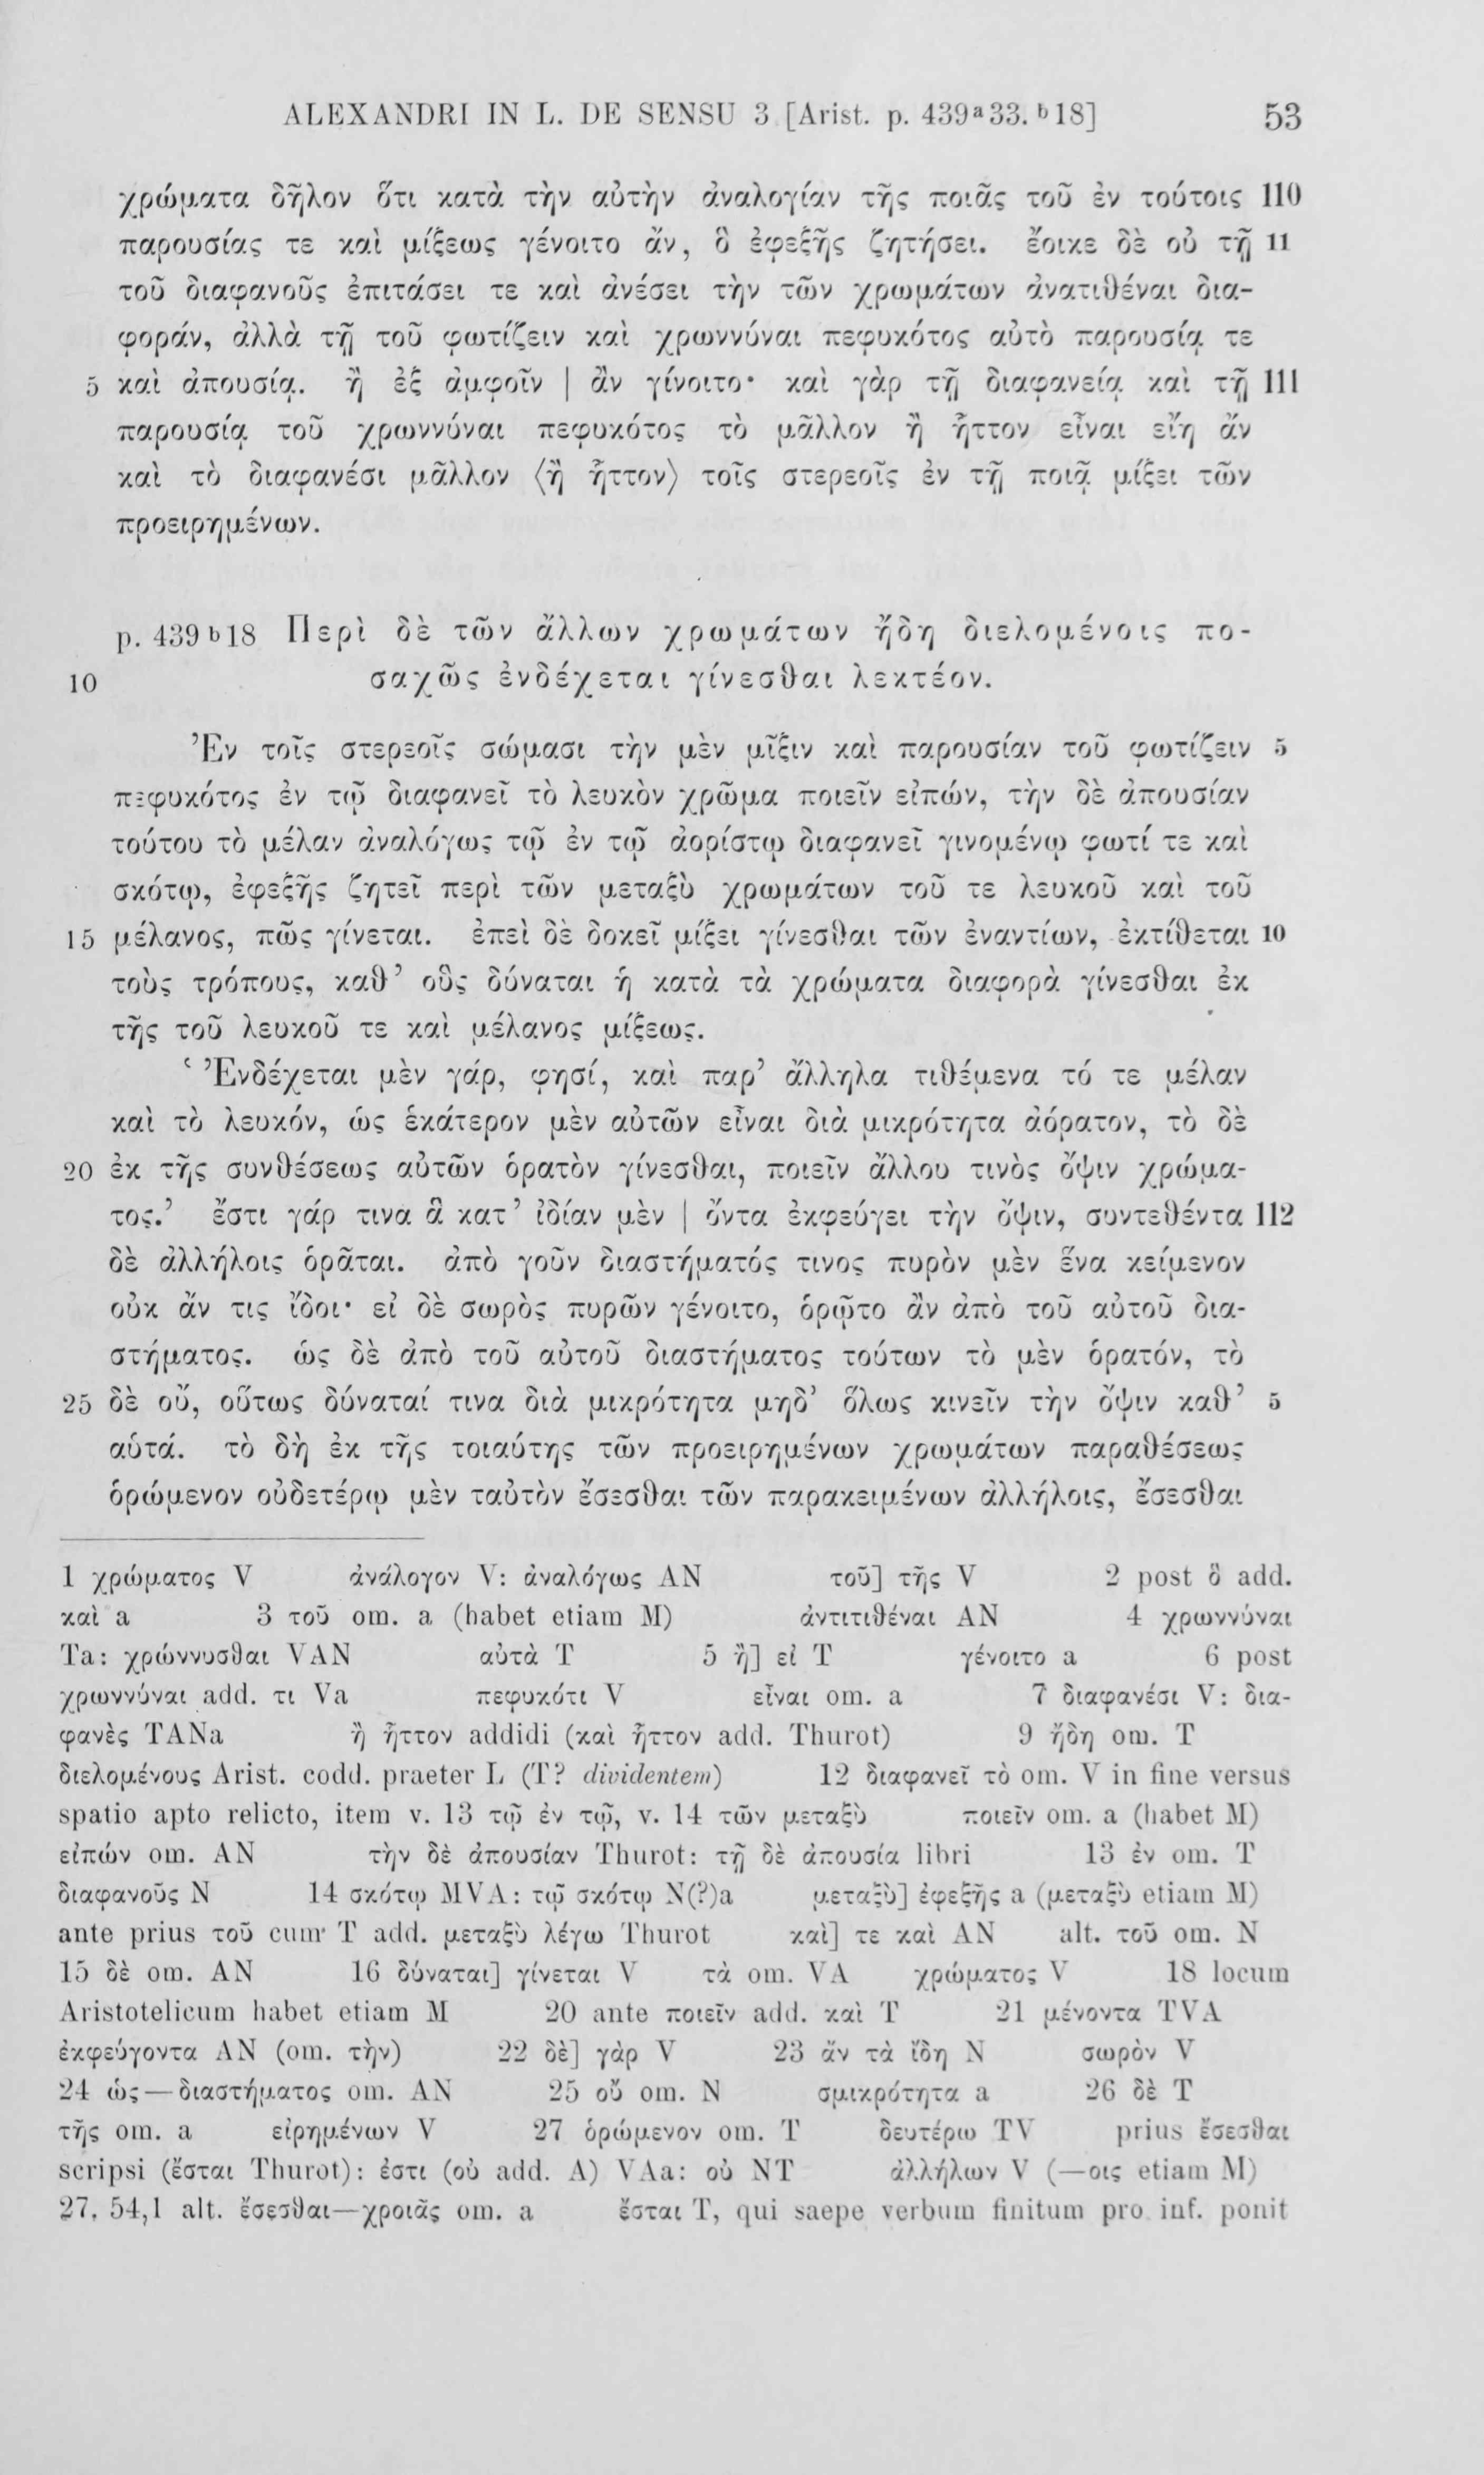 ALEXANDRI IN L. DE SENSU 3 [Arist. p. 439ᵃ33. ᵇ18] 53
χρώματα δῆλον ὅτι κατὰ τὴν αὐτὴν ἀναλογίαν τῆς ποιᾶς τοῦ ἐν τούτοις 110
παρουσίας τε καὶ μίξεως γένοιτο ἄν, ὃ ἐφεξῆς ζητήσει. ἔοικε δὲ οὐ τῇ 11
τοῦ διαφανοῦς ἐπιτάσει τε καὶ ἀνέσει τὴν τῶν χρωμάτων ἀνατιθέναι δια-
φοράν, ἀλλὰ τῇ τοῦ φωτίζειν καὶ χρωννύναι πεφυκότος αὐτὸ παρουσίᾳ τε
5 καὶ ἀπουσίᾳ. ἢ ἐξ ἀμφοῖν | ἂν γίνοιτο· καὶ γὰρ τῇ διαφανείᾳ καὶ τῇ 111
παρουσίᾳ τοῦ χρωννύναι πεφυκότος τὸ μᾶλλον ἢ ἧττον εἶναι εἴη ἄν
καὶ τὸ διαφανέσι μᾶλλον ⟨ἢ ἧττον⟩ τοῖς στερεοῖς ἐν τῇ ποιᾷ μίξει τῶν
προειρημένων.
p. 439ᵇ18 Περὶ δὲ τῶν ἄλλων χρωμάτων ἤδη διελομένοις πο-
10 σαχῶς ἐνδέχεται γίνεσθαι λεκτέον.
Ἐν τοῖς στερεοῖς σώμασι τὴν μὲν μῖξιν καὶ παρουσίαν τοῦ φωτίζειν 5
πεφυκότος ἐν τῷ διαφανεῖ τὸ λευκὸν χρῶμα ποιεῖν εἰπών, τὴν δὲ ἀπουσίαν
τούτου τὸ μέλαν ἀναλόγως τῷ ἐν τῷ ἀορίστῳ διαφανεῖ γινομένῳ φωτί τε καὶ
σκότῳ, ἐφεξῆς ζητεῖ περὶ τῶν μεταξὺ χρωμάτων τοῦ τε λευκοῦ καὶ τοῦ
15 μέλανος, πῶς γίνεται. ἐπεὶ δὲ δοκεῖ μίξει γίνεσθαι τῶν ἐναντίων, ἐκτίθεται 10
τοὺς τρόπους, καθ’ οὓς δύναται ἡ κατὰ τὰ χρώματα διαφορὰ γίνεσθαι ἐκ
τῆς τοῦ λευκοῦ τε καὶ μέλανος μίξεως.
‘Ἐνδέχεται μὲν γάρ, φησί, καὶ παρ’ ἄλληλα τιθέμενα τό τε μέλαν
καὶ τὸ λευκόν, ὡς ἑκάτερον μὲν αὐτῶν εἶναι διὰ μικρότητα ἀόρατον, τὸ δὲ
20 ἐκ τῆς συνθέσεως αὐτῶν ὁρατὸν γίνεσθαι, ποιεῖν ἄλλου τινὸς ὄψιν χρώμα-
τος.’ ἔστι γάρ τινα ἃ κατ’ ἰδίαν μὲν | ὄντα ἐκφεύγει τὴν ὄψιν, συντεθέντα 112
δὲ ἀλλήλοις ὁρᾶται. ἀπὸ γοῦν διαστήματός τινος πυρὸν μὲν ἕνα κείμενον
οὐκ ἄν τις ἴδοι· εἰ δὲ σωρὸς πυρῶν γένοιτο, ὁρῷτο ἂν ἀπὸ τοῦ αὐτοῦ δια-
στήματος. ὡς δὲ ἀπὸ τοῦ αὐτοῦ διαστήματος τούτων τὸ μὲν ὁρατόν, τὸ
25 δὲ οὔ, οὕτως δύναταί τινα διὰ μικρότητα μηδ’ ὅλως κινεῖν τὴν ὄψιν καθ’ 5
αὑτά. τὸ δὴ ἐκ τῆς τοιαύτης τῶν προειρημένων χρωμάτων παραθέσεως
ὁρώμενον οὐδετέρῳ μὲν ταὐτὸν ἔσεσθαι τῶν παρακειμένων ἀλλήλοις, ἔσεσθαι
1 χρώματος V ἀνάλογον V: ἀναλόγως AN τοῦ] τῆς V 2 post ὃ add.
καὶ a 3 τοῦ om. a (habet etiam M) ἀντιτιθέναι AN 4 χρωννύναι
Ta: χρώννυσθαι VAN αὐτὰ T 5 ἢ] εἰ T γένοιτο a 6 post
χρωννύναι add. τι Va πεφυκότι V εἶναι om. a 7 διαφανέσι V: δια-
φανὲς TANa ἢ ἧττον addidi (καὶ ἧττον add. Thurot) 9 ἤδη om. T
διελομένους Arist. codd. praeter L (T? dividentem) 12 διαφανεῖ τὸ om. V in fine versus
spatio apto relicto, item v. 13 τῷ ἐν τῷ, v. 14 τῶν μεταξὺ ποιεῖν om. a (habet M)
εἰπών om. AN τὴν δὲ ἀπουσίαν Thurot: τῇ δὲ ἀπουσία libri 13 ἐν om. T
διαφανοῦς N 14 σκότῳ MVA: τῷ σκότῳ N(?)a μεταξὺ] ἐφεξῆς a (μεταξὺ etiam M)
ante prius τοῦ cum T add. μεταξὺ λέγω Thurot καὶ] τε καὶ AN alt. τοῦ om. N
15 δὲ om. AN 16 δύναται] γίνεται V τὰ om. VA χρώματος V 18 locum
Aristotelicum habet etiam M 20 ante ποιεῖν add. καὶ T 21 μένοντα TVA
ἐκφεύγοντα AN (om. τὴν) 22 δὲ] γὰρ V 23 ἄν τὰ ἴδη N σωρὸν V
24 ὡς—διαστήματος om. AN 25 οὔ om. N σμικρότητα a 26 δὲ T
τῆς om. a εἰρημένων V 27 ὁρώμενον om. T δευτέρω TV prius ἔσεσθαι
scripsi (ἔσται Thurot): ἐστι (οὐ add. A) VAa: οὐ NT ἀλλήλων V (—οις etiam M)
27, 54,1 alt. ἔσεσθαι—χροιᾶς om. a ἔσται T, qui saepe verbum finitum pro inf. ponit